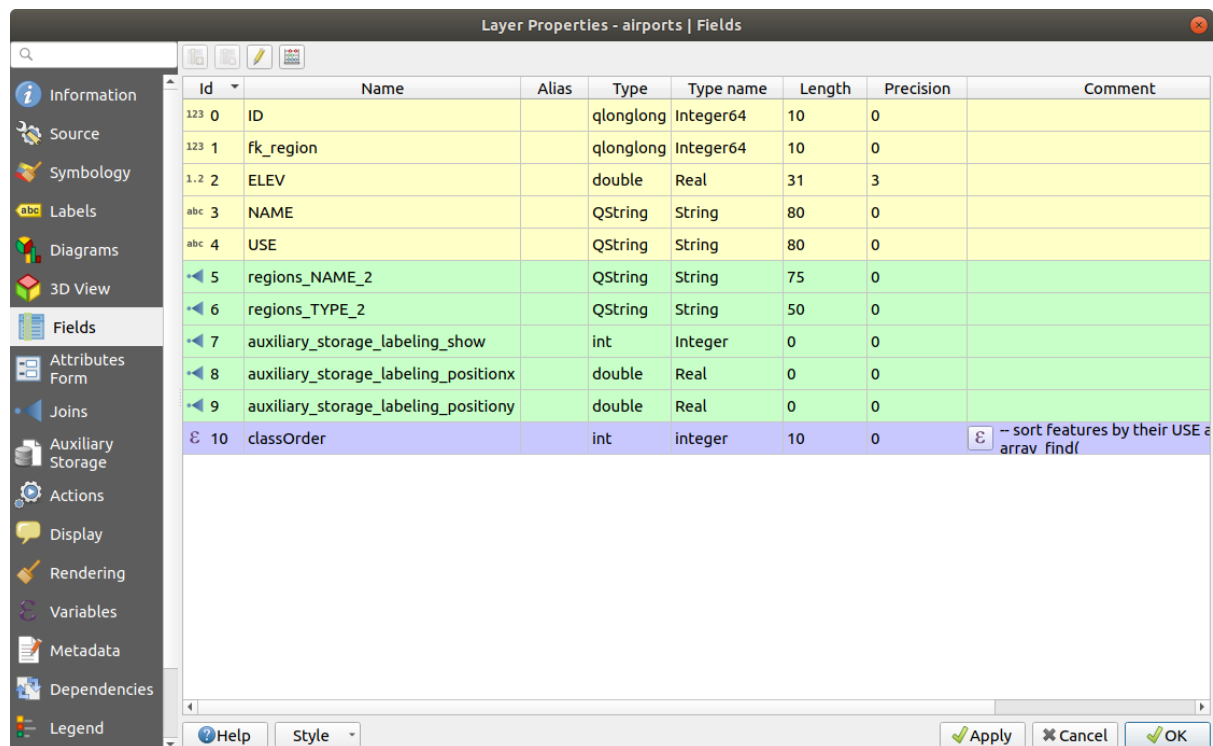 Layer Properties - airports | Fields
Information
Source
Symbology
abc Labels
Diagrams
3D View
Fields
Attributes
Form
Joins
Auxiliary
Storage
Actions
Display
Rendering
Variables
Metadata
Dependencies
Legend
Id Name Alias Type Type name Length Precision Comment
123 0 ID qlonglong Integer64 10 0
123 1 fk_region qlonglong Integer64 10 0
1.2 2 ELEV double Real 31 3
abc 3 NAME QString String 80 0
abc 4 USE QString String 80 0
5 regions_NAME_2 QString String 75 0
6 regions_TYPE_2 QString String 50 0
7 auxiliary_storage_labeling_show int Integer 0 0
8 auxiliary_storage_labeling_positionx double Real 0 0
9 auxiliary_storage_labeling_positiony double Real 0 0
ε 10 classOrder int integer 10 0 ε -- sort features by their USE a
array_find(
Help Style Apply Cancel OK